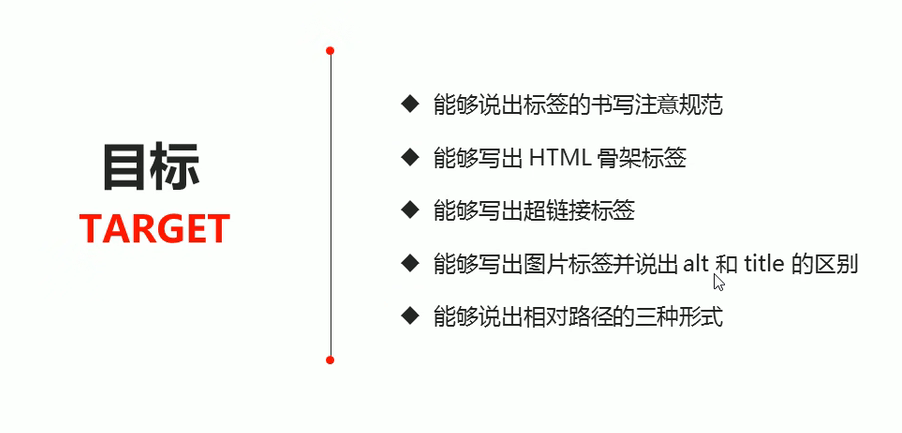 目标
TARGET
能够说出标签的书写注意规范
能够写出 HTML 骨架标签
能够写出超链接标签
能够写出图片标签并说出 alt 和 title 的区别
能够说出相对路径的三种形式